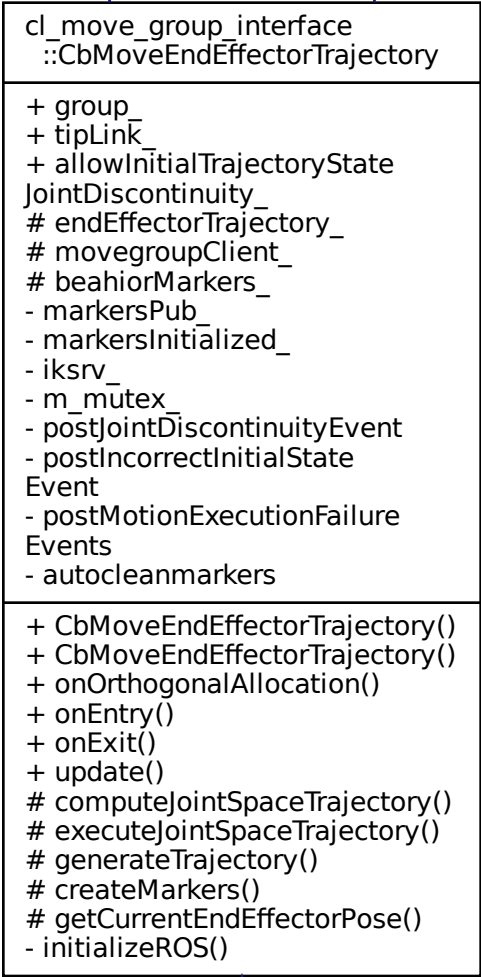 cl_move_group_interface
::CbMoveEndEffectorTrajectory
+ group_
+ tipLink_
+ allowInitialTrajectoryState
JointDiscontinuity_
# endEffectorTrajectory_
# movegroupClient_
# beahiorMarkers_
- markersPub_
- markersInitialized_
- iksrv_
- m_mutex_
- postJointDiscontinuityEvent
- postIncorrectInitialState
Event
- postMotionExecutionFailure
Events
- autocleanmarkers
+ CbMoveEndEffectorTrajectory()
+ CbMoveEndEffectorTrajectory()
+ onOrthogonalAllocation()
+ onEntry()
+ onExit()
+ update()
# computeJointSpaceTrajectory()
# executeJointSpaceTrajectory()
# generateTrajectory()
# createMarkers()
# getCurrentEndEffectorPose()
- initializeROS()